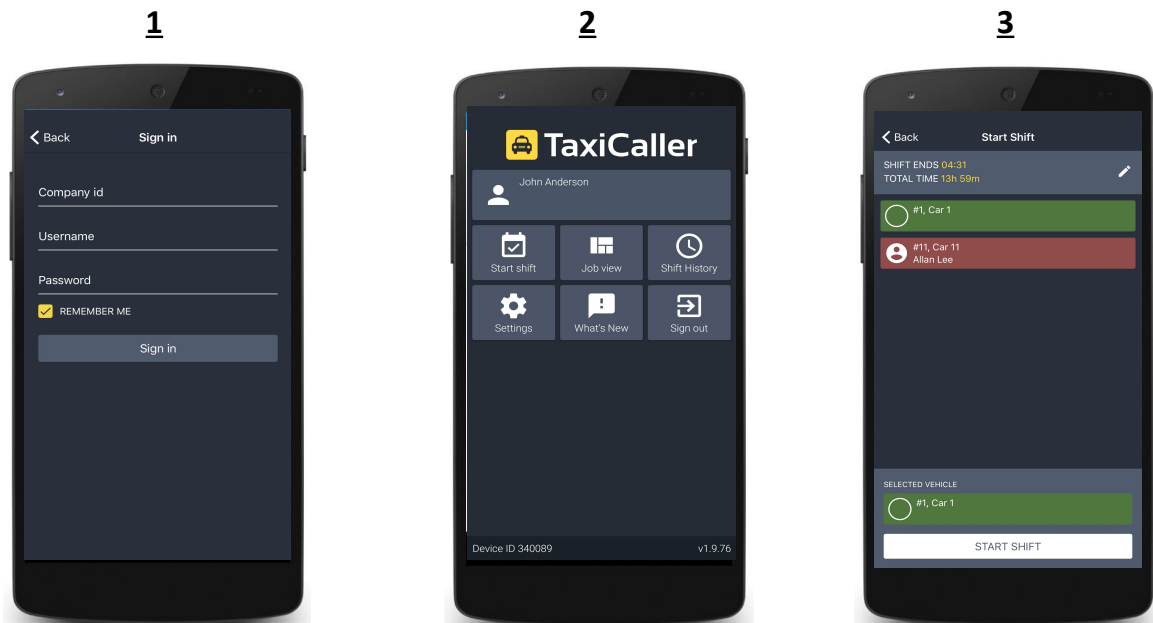 1
2
3
Back
Sign in
Company id
Username
Password
REMEMBER ME
Sign in
TaxiCaller
John Anderson
Start shift
Job view
Shift History
Settings
What's New
Sign out
Device ID 340089
v1.9.76
Back
Start Shift
SHIFT ENDS 04:31
TOTAL TIME 13h 59m
#1, Car 1
#11, Car 11
Allan Lee
SELECTED VEHICLE
#1, Car 1
START SHIFT